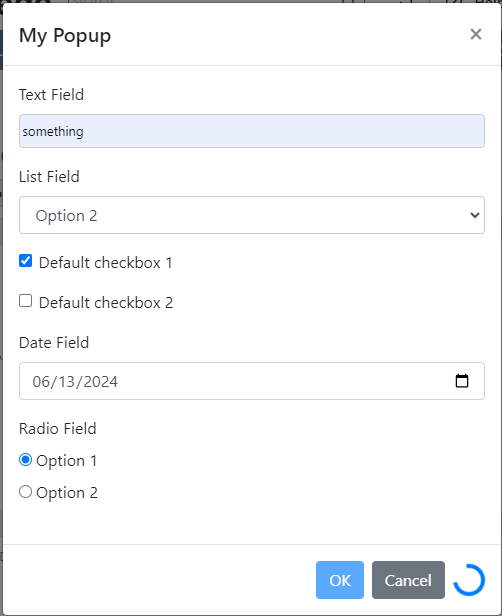 My Popup
×
Text Field
something
List Field
Option 2
Default checkbox 1
Default checkbox 2
Date Field
06/13/2024
Radio Field
Option 1
Option 2
OK Cancel